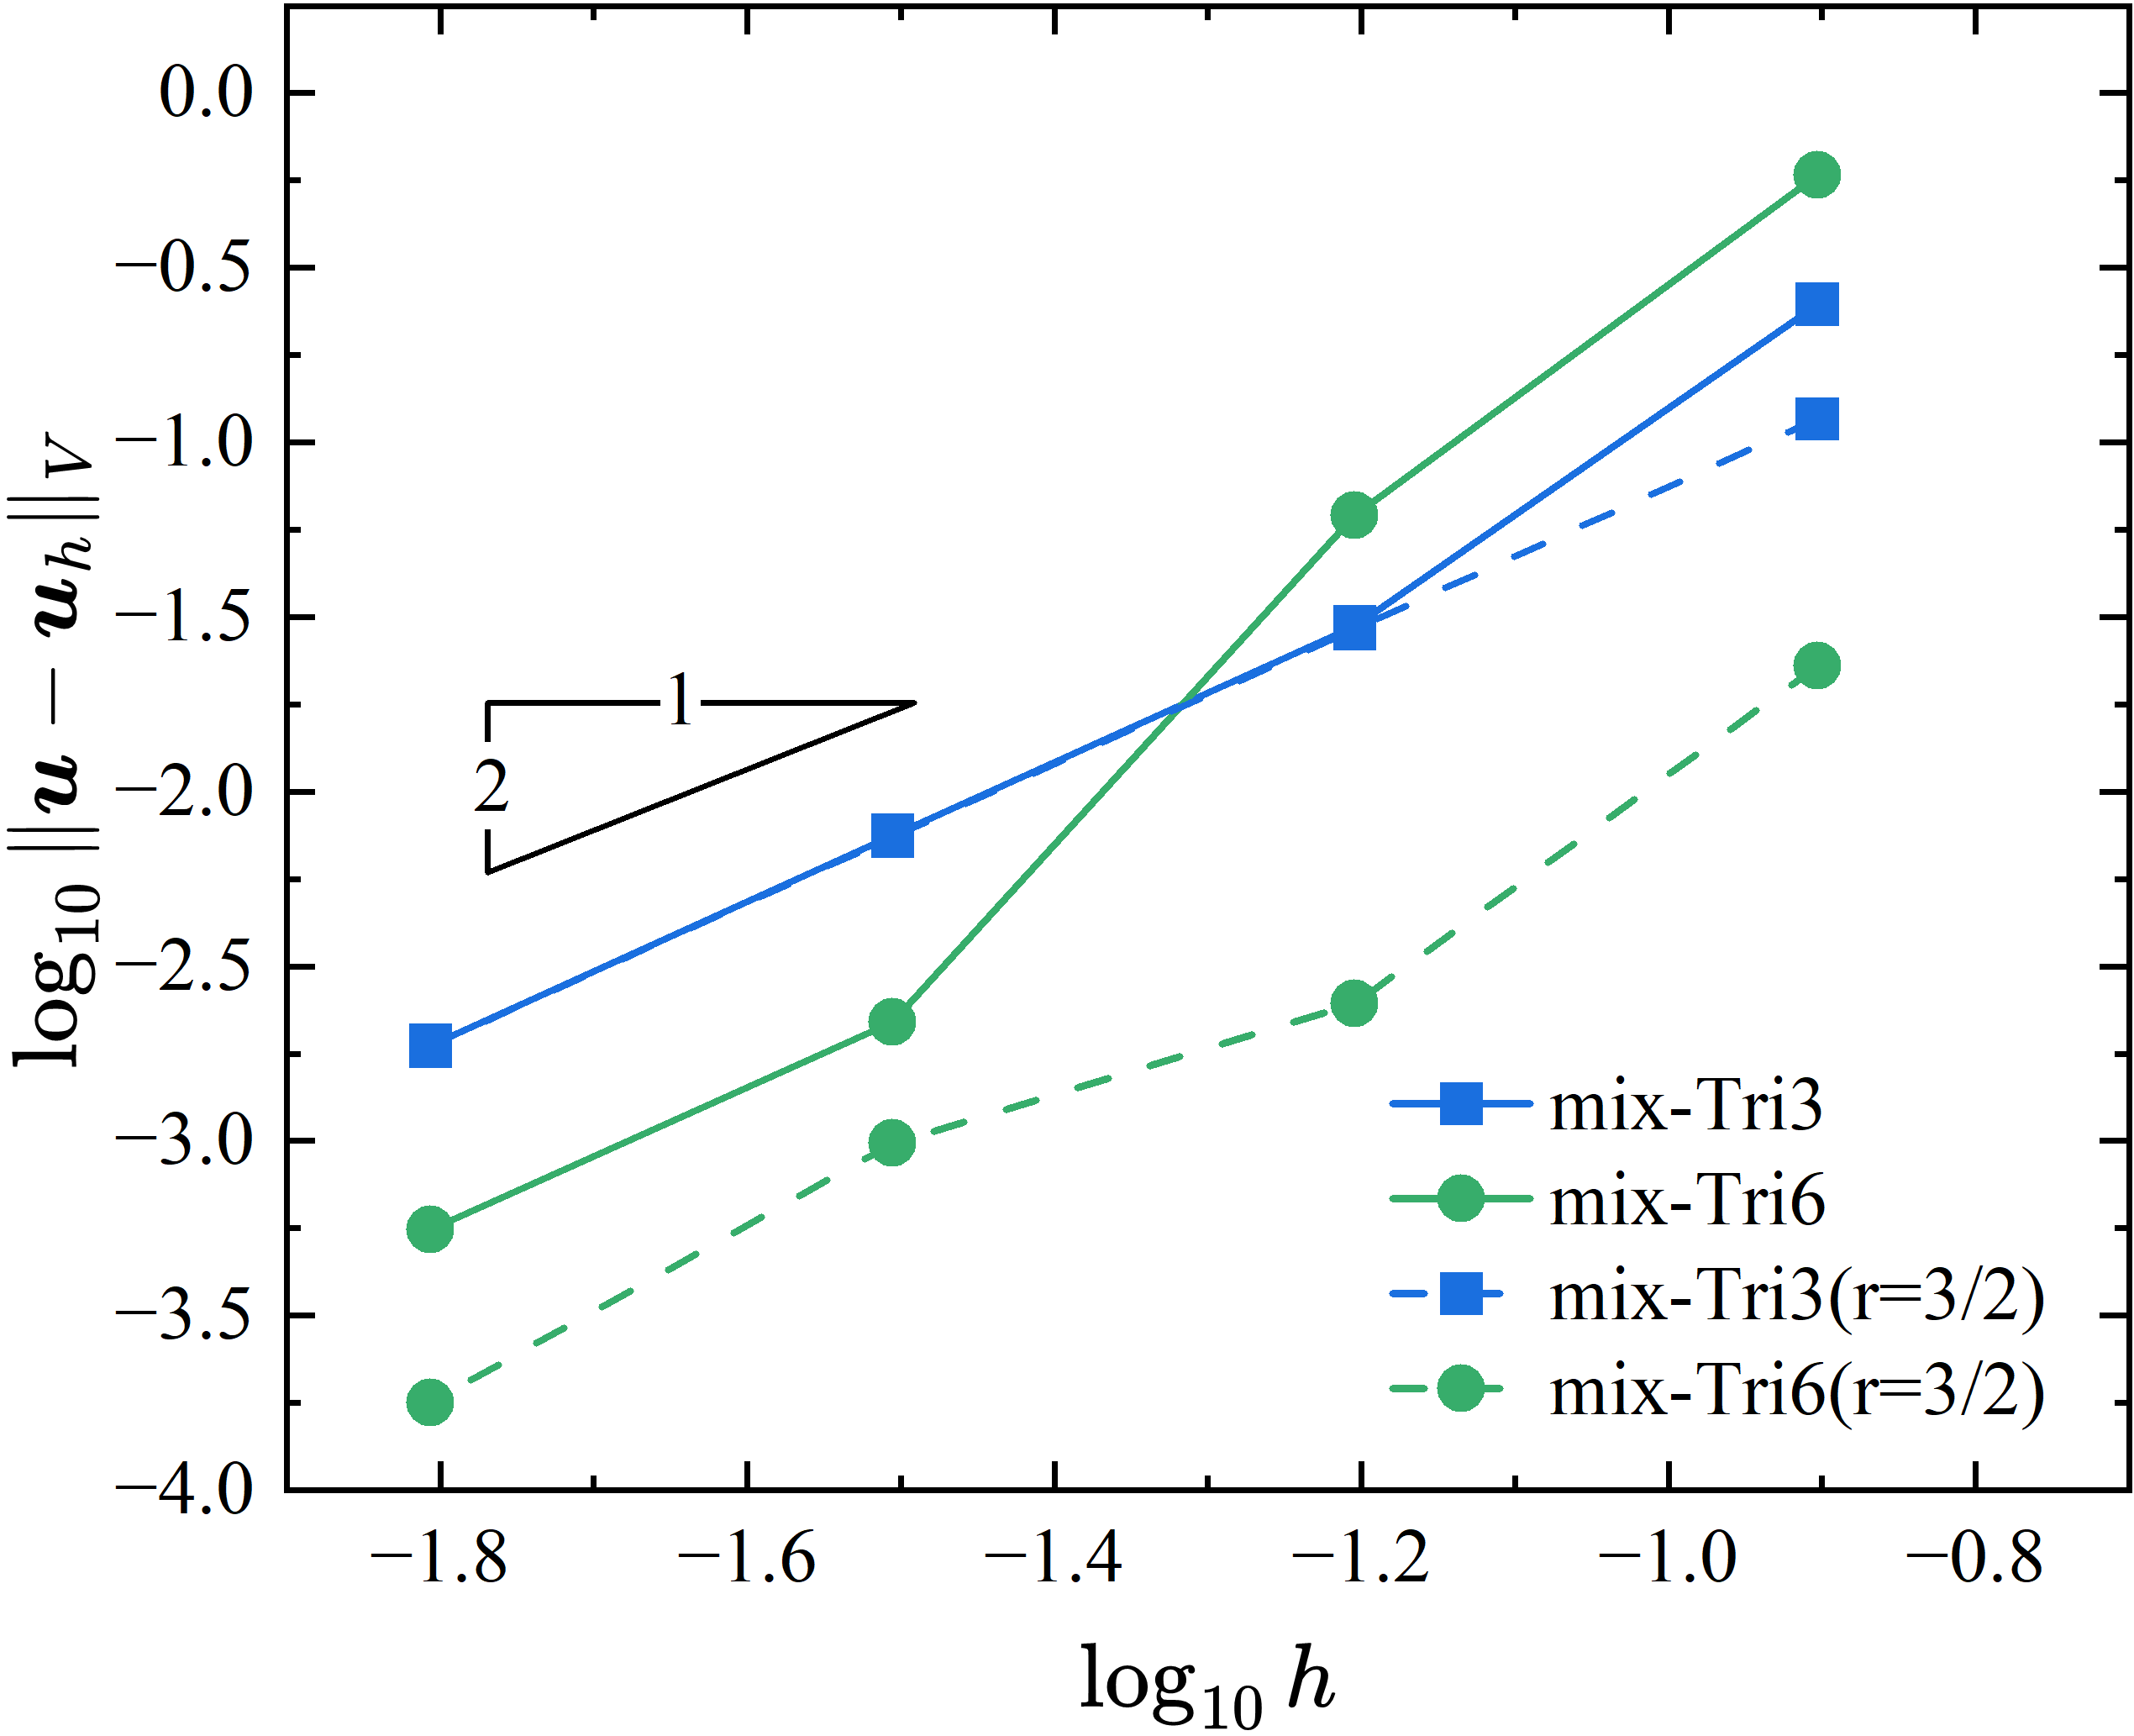 log₁₀ ‖𝒖 − 𝒖ₕ‖V
0.0
−0.5
−1.0
−1.5
−2.0
−2.5
−3.0
−3.5
−4.0
1
2
mix-Tri3
mix-Tri6
mix-Tri3(r=3/2)
mix-Tri6(r=3/2)
−1.8 −1.6 −1.4 −1.2 −1.0 −0.8
log₁₀ h